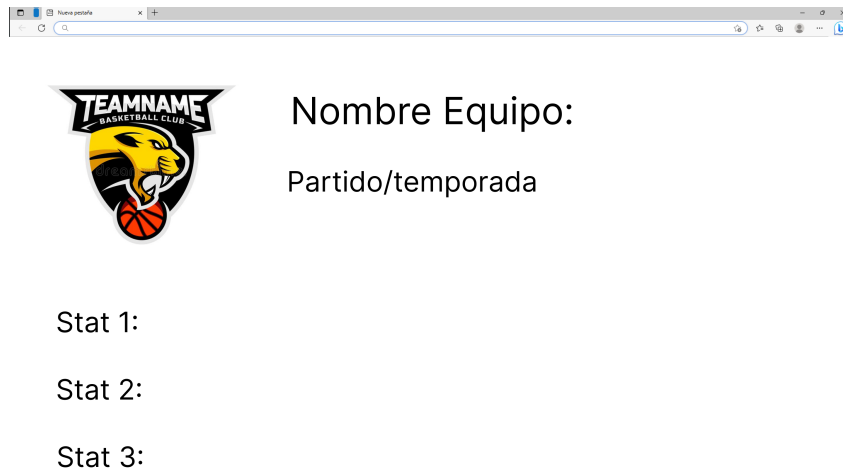 Nueva pestaña
TEAMNAME
BASKETBALL CLUB
Nombre Equipo:
Partido/temporada
Stat 1:
Stat 2:
Stat 3: